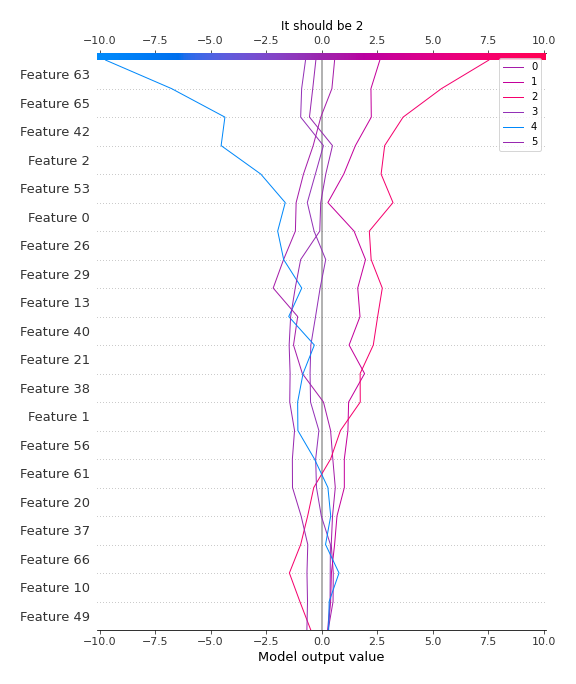 It should be 2
−10.0 −7.5 −5.0 −2.5 0.0 2.5 5.0 7.5 10.0
0
1
2
3
4
5
Feature 63
Feature 65
Feature 42
Feature 2
Feature 53
Feature 0
Feature 26
Feature 29
Feature 13
Feature 40
Feature 21
Feature 38
Feature 1
Feature 56
Feature 61
Feature 20
Feature 37
Feature 66
Feature 10
Feature 49
−10.0 −7.5 −5.0 −2.5 0.0 2.5 5.0 7.5 10.0
Model output value